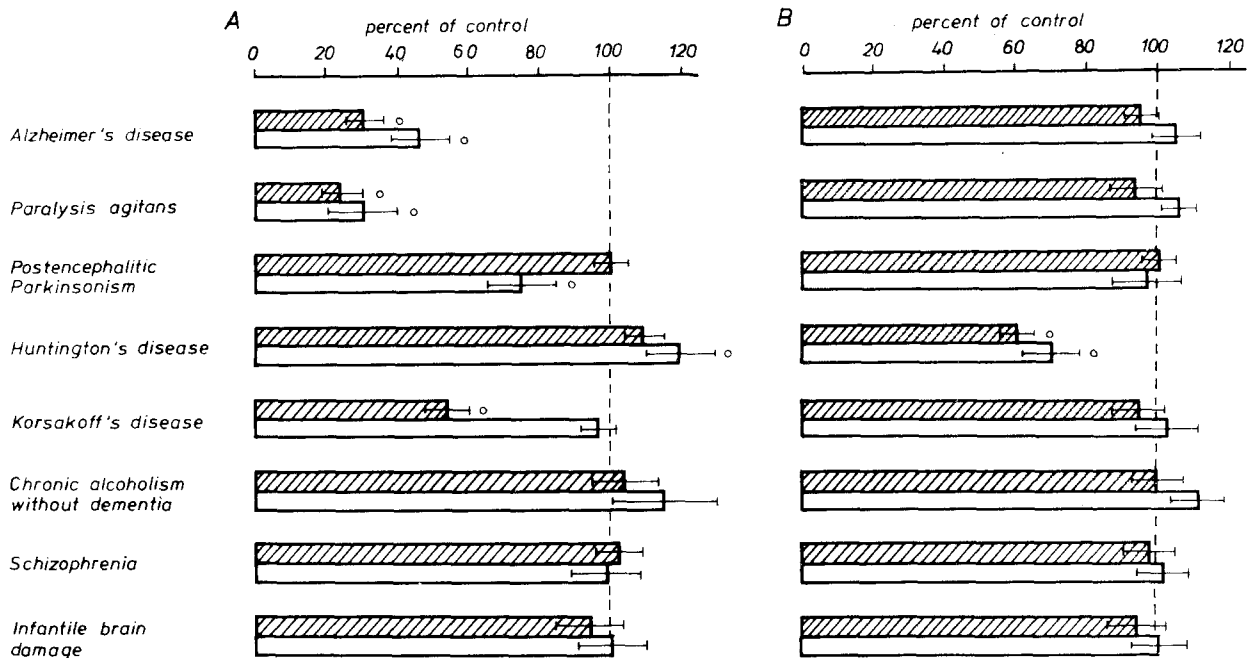 A percent of control
0 20 40 60 80 100 120
B percent of control
0 20 40 60 80 100 120
Alzheimer's disease
Paralysis agitans
Postencephalitic
Parkinsonism
Huntington's disease
Korsakoff's disease
Chronic alcoholism
without dementia
Schizophrenia
Infantile brain
damage